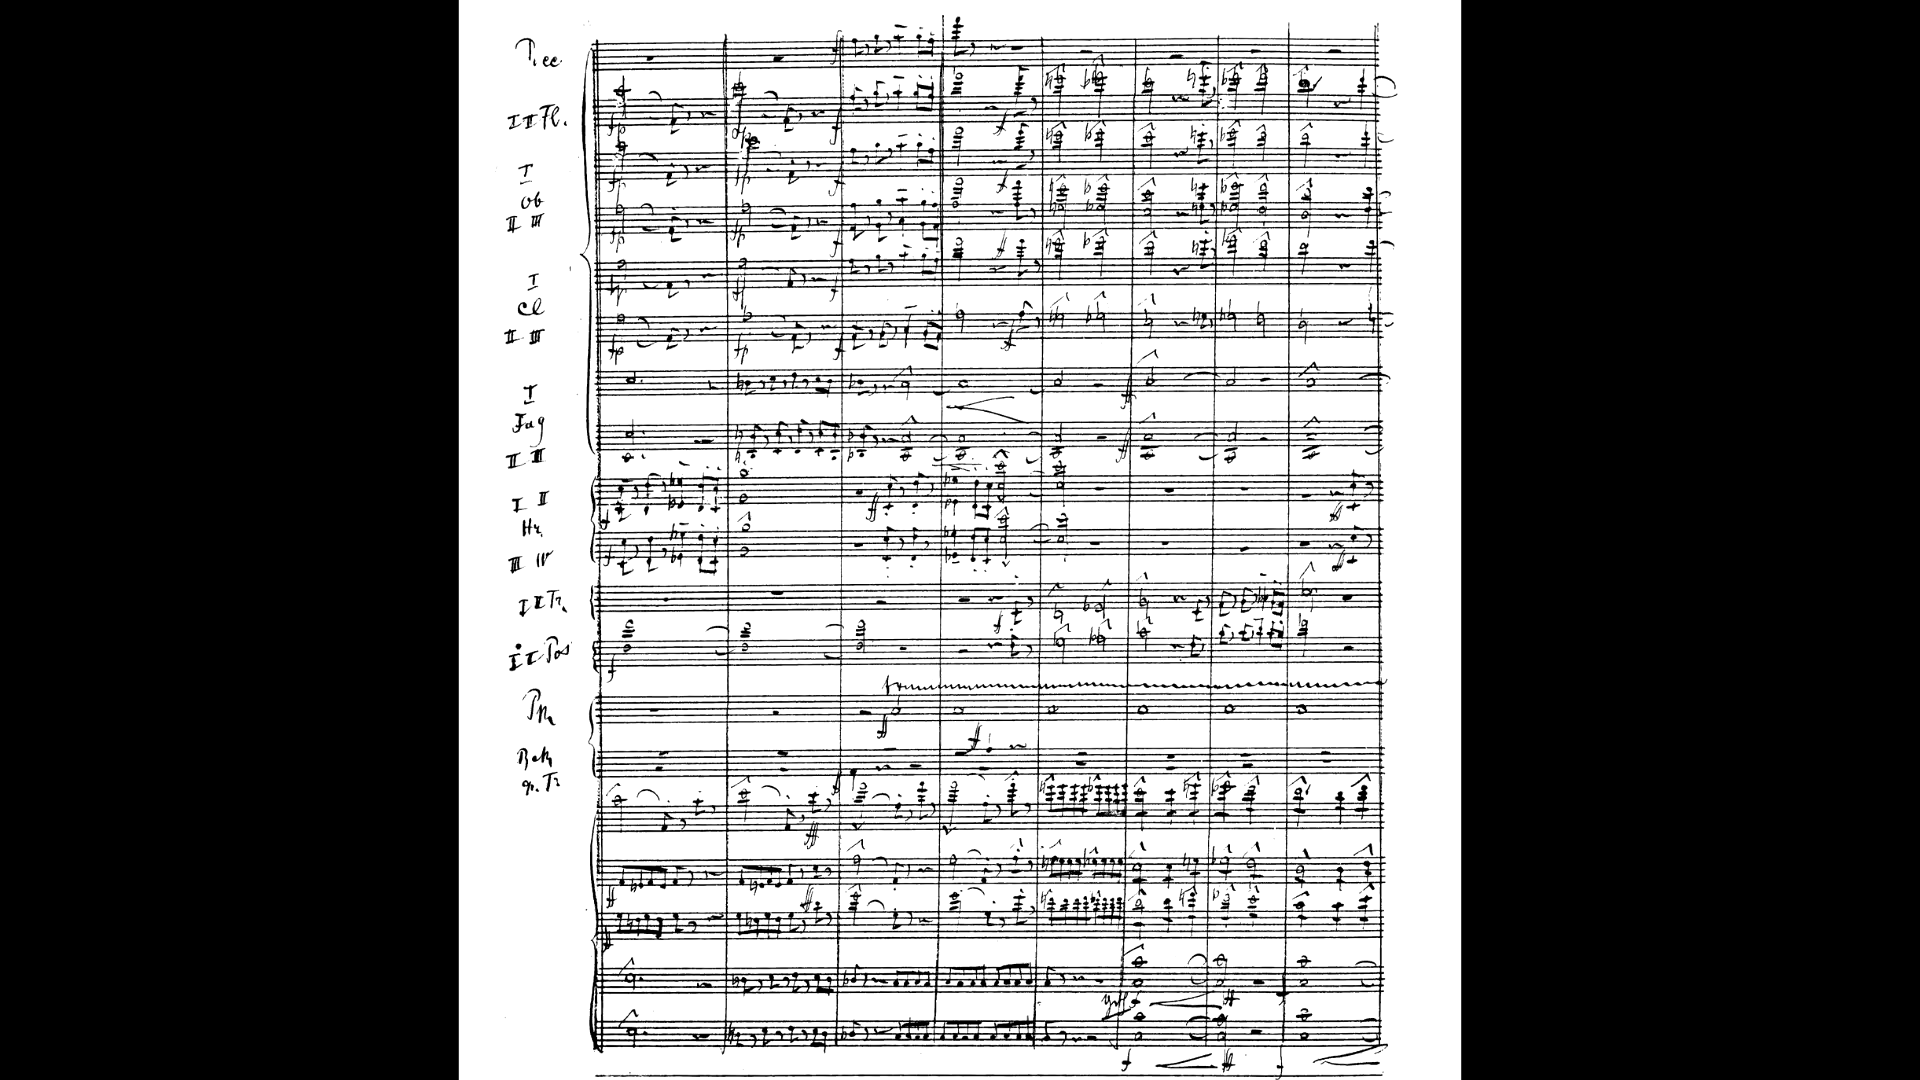 Picc
I II Fl.
I
Ob
II III
I
Cl
II III
I
Fag
II III
I II
Hr.
III IV
I II Tr.
I II Pos
Pk
Beck
gr. Tr